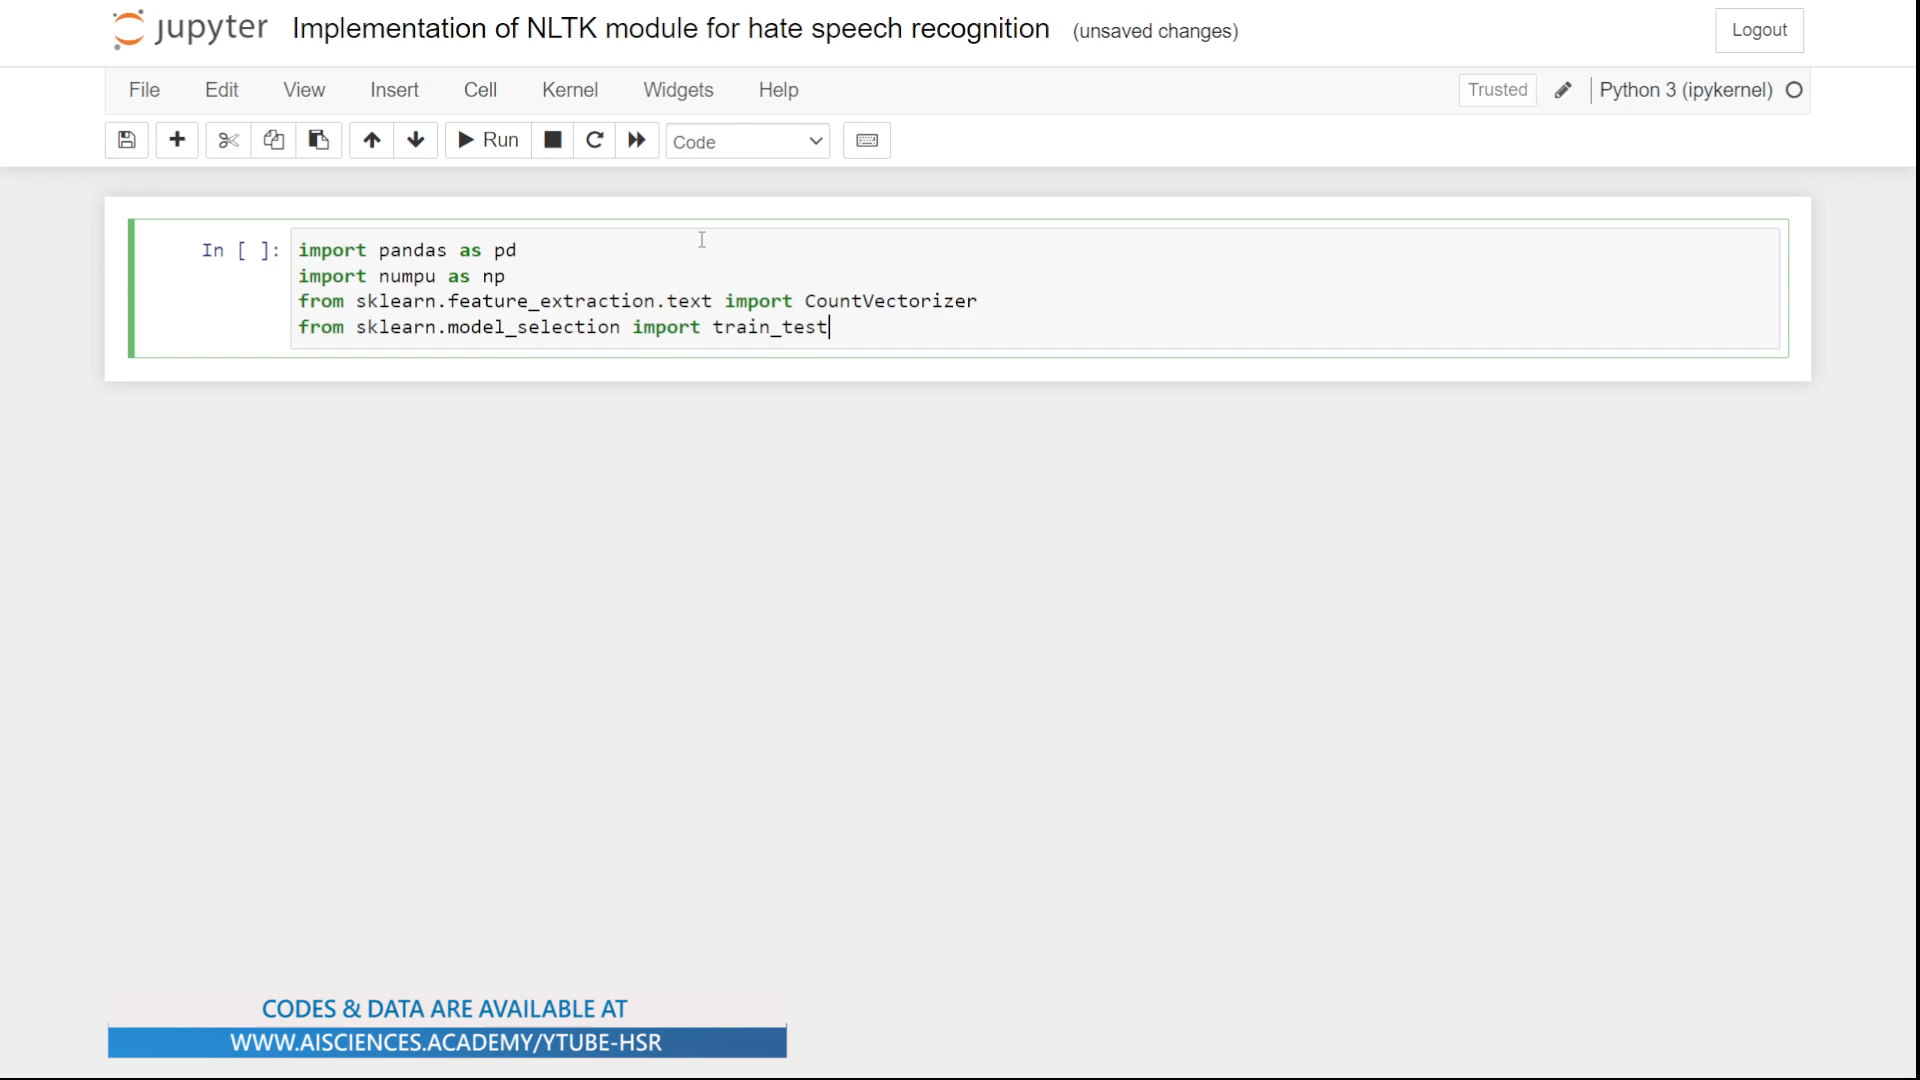 jupyter Implementation of NLTK module for hate speech recognition (unsaved changes) Logout
File Edit View Insert Cell Kernel Widgets Help Trusted Python 3 (ipykernel)
Run Code
In [ ]: import pandas as pd
import numpu as np
from sklearn.feature_extraction.text import CountVectorizer
from sklearn.model_selection import train_test
CODES & DATA ARE AVAILABLE AT
WWW.AISCIENCES.ACADEMY/YTUBE-HSR